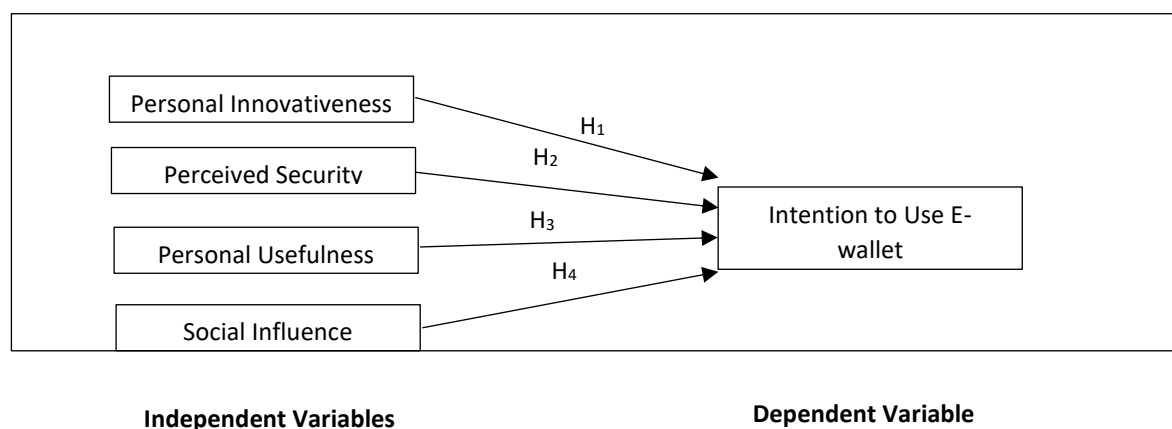 Personal Innovativeness
H₁
H₂
Perceived Security
Intention to Use E-
wallet
H₃
Personal Usefulness
H₄
Social Influence
Independent Variables
Dependent Variable